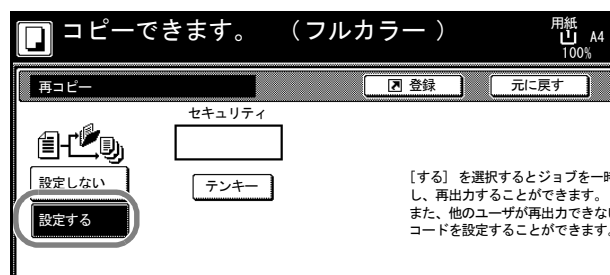 コピーできます。 （フルカラー ）
用紙
A4
100%
再コピー
登録
元に戻す
セキュリティ
設定しない
テンキー
設定する
[する] を選択するとジョブを一時
し、再出力することができます。
また、他のユーザが再出力できない
コードを設定することができます。